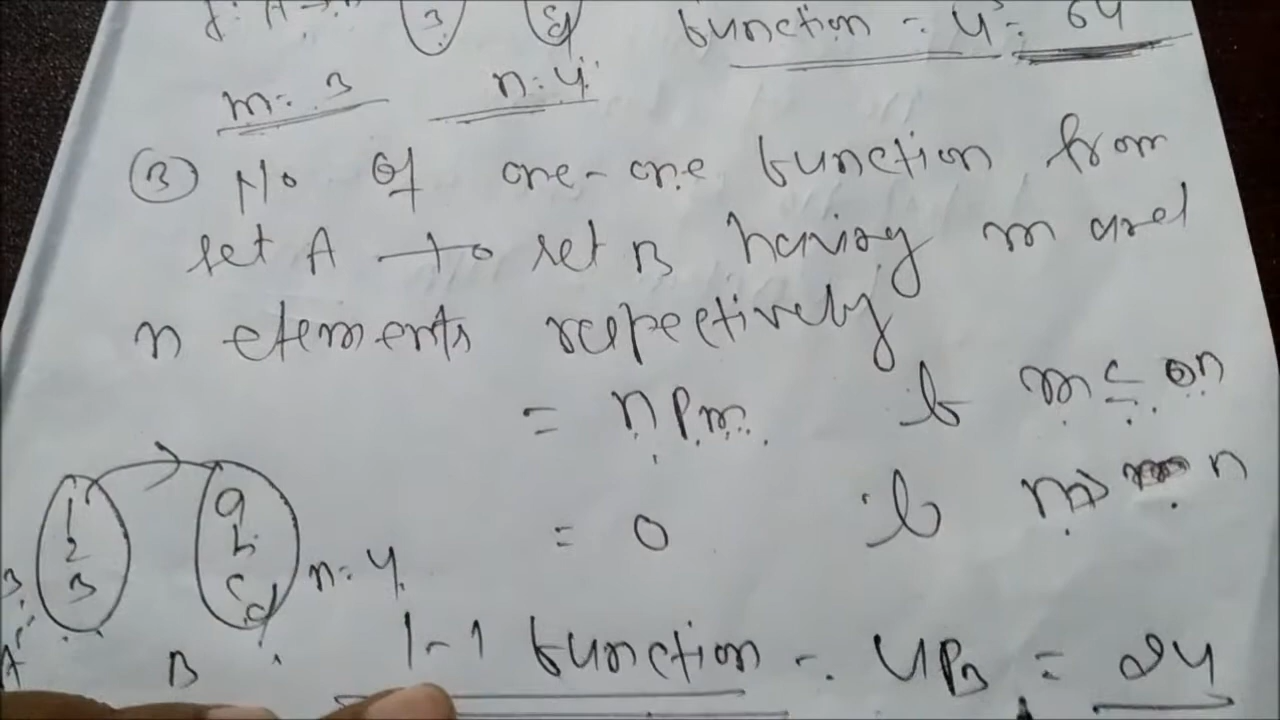 f: A → B 3 d function = 4³ = 64
m = 3 n = 4
③ No of one-one function from
set A to set B having m and
n elements respectively
= nPm if m ≤ n
= 0 if m > n
1 a
2 b
3 c d n = 4
A B
1-1 function = 4P3 = 24